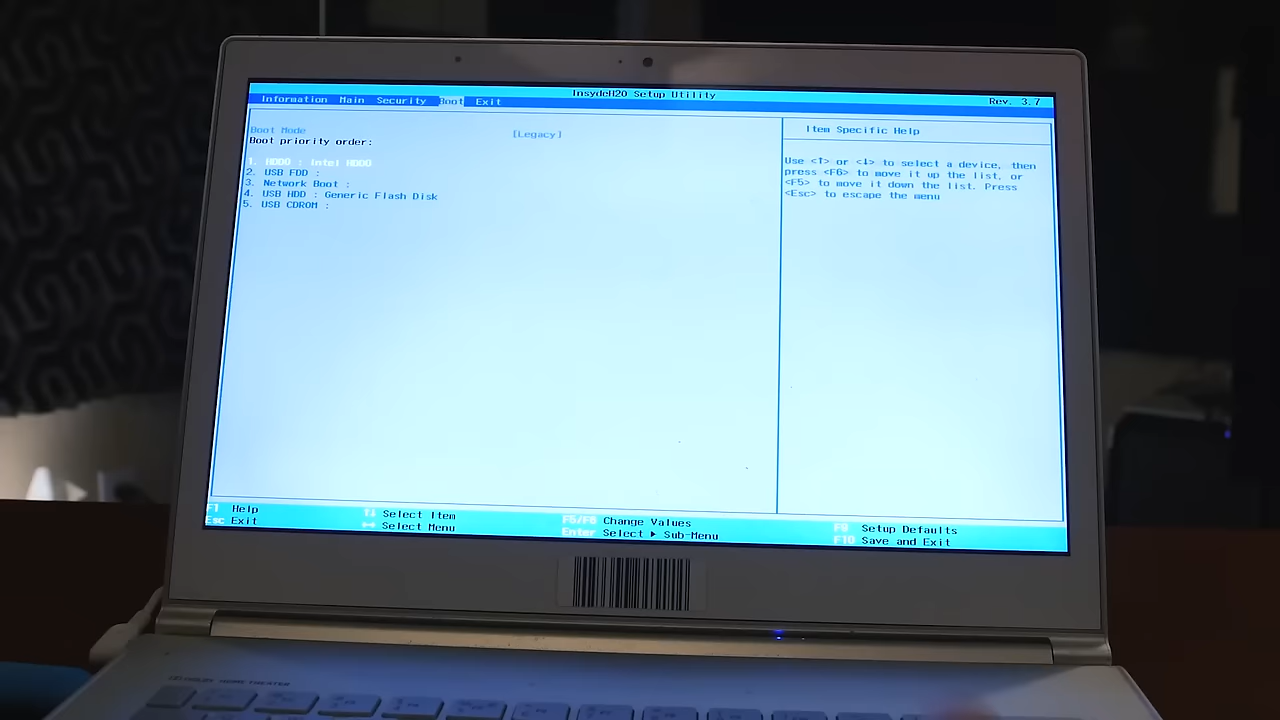 InsydeH2O Setup Utility
Rev. 3.7
Information Main Security Boot Exit
Boot Mode [Legacy]
Boot priority order:
1. HDD0 : Intel HDD0
2. USB FDD :
3. Network Boot :
4. USB HDD : Generic Flash Disk
5. USB CDROM :
Item Specific Help
Use <↑> or <↓> to select a device, then
press <F6> to move it up the list, or
<F5> to move it down the list. Press
<Esc> to escape the menu
F1 Help ↑↓ Select Item F5/F6 Change Values F9 Setup Defaults
Esc Exit ↔ Select Menu Enter Select ▶ Sub-Menu F10 Save and Exit